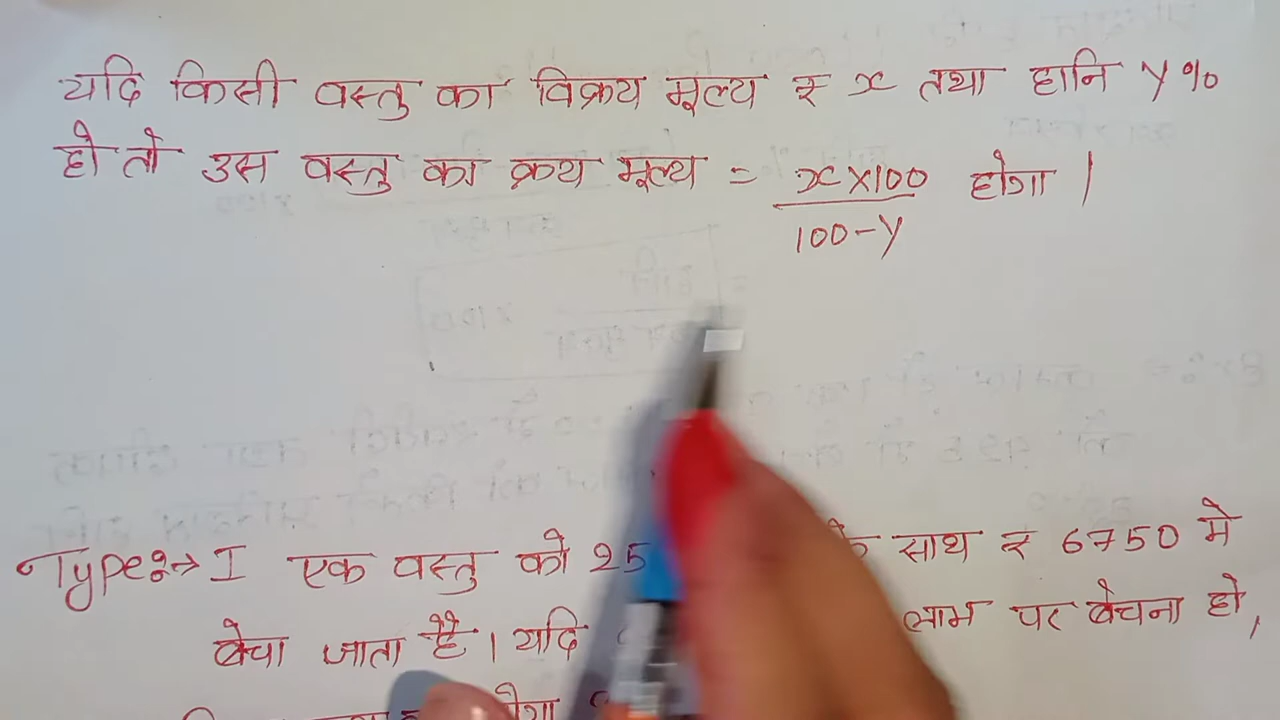 यदि किसी वस्तु का विक्रय मूल्य ₹ x तथा हानि y%
हो तो उस वस्तु का क्रय मूल्य = x×100 होगा।
100-y
Type:→ I एक वस्तु को 25 के साथ ₹ 6750 मे
बेचा जाता है। यदि लाभ पर बेचना हो,